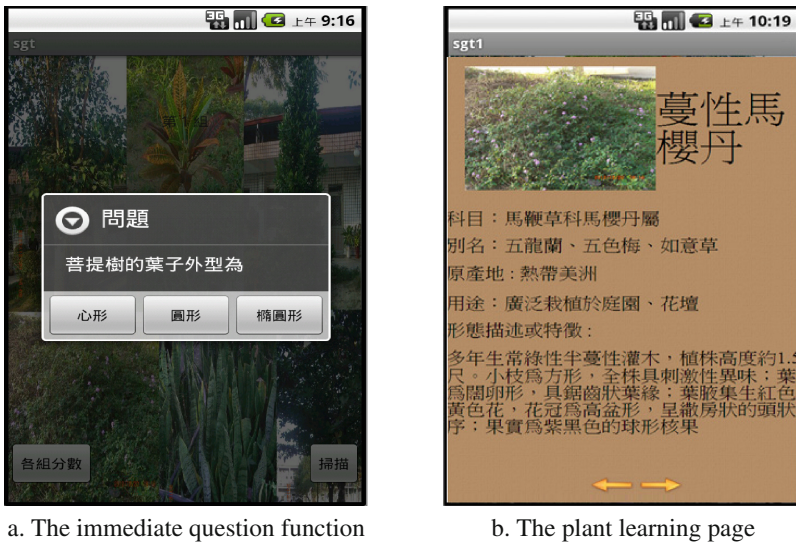 3G 上午 9:16
sgt
第1組
問題
菩提樹的葉子外型為
心形
圓形
橢圓形
各組分數
掃描
a. The immediate question function
3G 上午 10:19
sgt1
蔓性馬
櫻丹
科目：馬鞭草科馬櫻丹屬
別名：五龍蘭、五色梅、如意草
原產地：熱帶美洲
用途：廣泛栽植於庭園、花壇
形態描述或特徵：
多年生常綠性半蔓性灌木，植株高度約1.5
尺。小枝爲方形，全株具刺激性異味；葉
爲闊卵形，具鋸齒狀葉緣；葉腋集生紅色
黃色花，花冠爲高盆形，呈繖房狀的頭狀
序；果實爲紫黑色的球形核果
b. The plant learning page